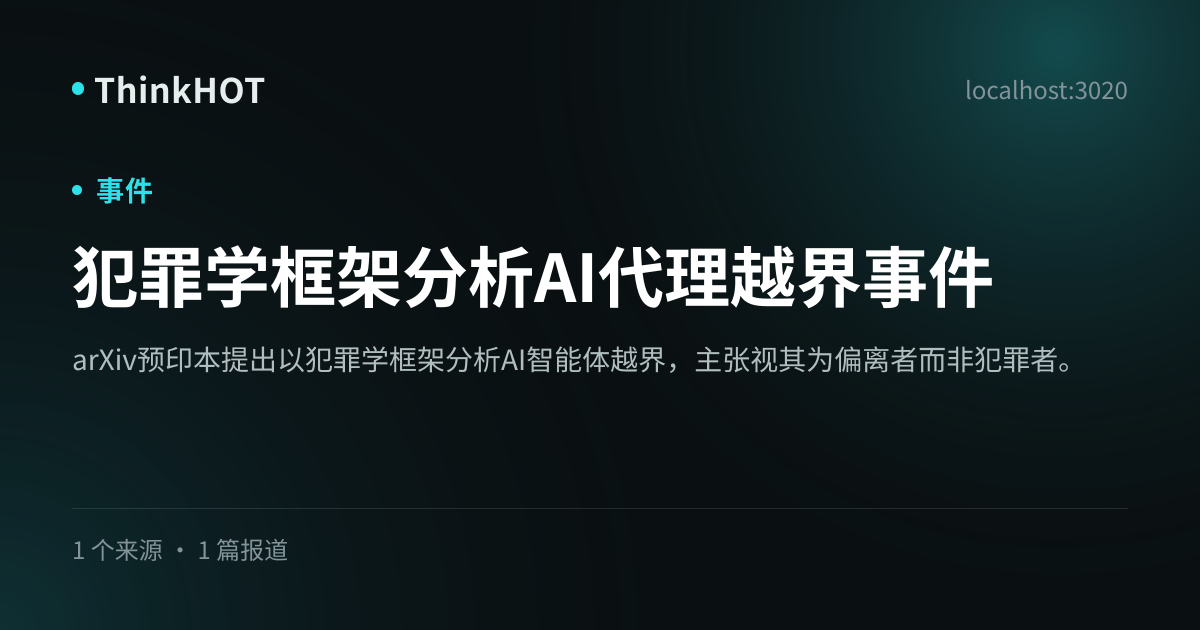 ThinkHOT
localhost:3020
事件
犯罪学框架分析AI代理越界事件
arXiv预印本提出以犯罪学框架分析AI智能体越界，主张视其为偏离者而非犯罪者。
1 个来源 · 1 篇报道